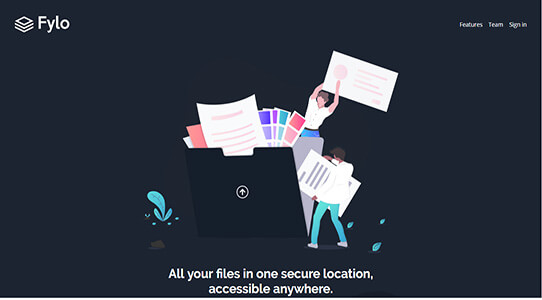 Fylo
Features Team Sign in
All your files in one secure location,
accessible anywhere.